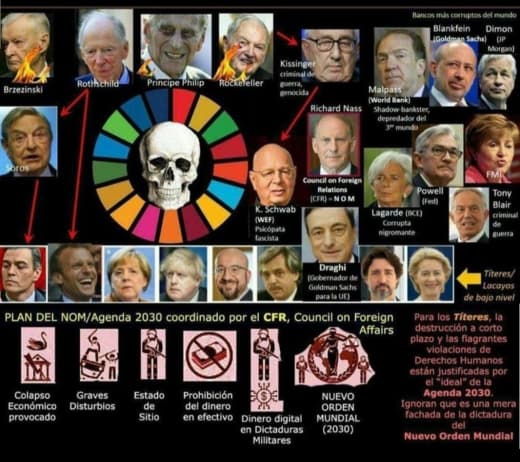 Bancos más corruptos del mundo
Brzezinski
Rothschild
Principe Philip
Rockefeller
Kissinger
criminal de
guerra,
genocida
Malpass
(World Bank)
Shadow-bankster,
depredador del
3er mundo
Blankfein
(Goldman Sachs)
Dimon
(JP
Morgan)
Soros
Richard Nass
Council on Foreign
Relations
(CFR) = N O M
K. Schwab
(WEF)
Psicópata
fascista
Lagarde (BCE)
Corrupta
nigromante
Powell
(Fed)
FMI
Tony
Blair
criminal
de
guerra
Draghi
(Gobernador de
Goldman Sachs
para la UE)
Títeres/
Lacayos
de bajo nivel
PLAN DEL NOM/Agenda 2030 coordinado por el CFR, Council on Foreign
Affairs
Colapso
Económico
provocado
Graves
Disturbios
Estado
de
Sitio
Prohibición
del dinero
en efectivo
Dinero digital
en Dictaduras
Militares
NUEVO
ORDEN
MUNDIAL
(2030)
Para los Títeres, la
destrucción a corto
plazo y las flagrantes
violaciones de
Derechos Humanos
están justificadas por
el "ideal" de la
Agenda 2030.
Ignoran que es una mera
fachada de la dictadura
del
Nuevo Orden Mundial